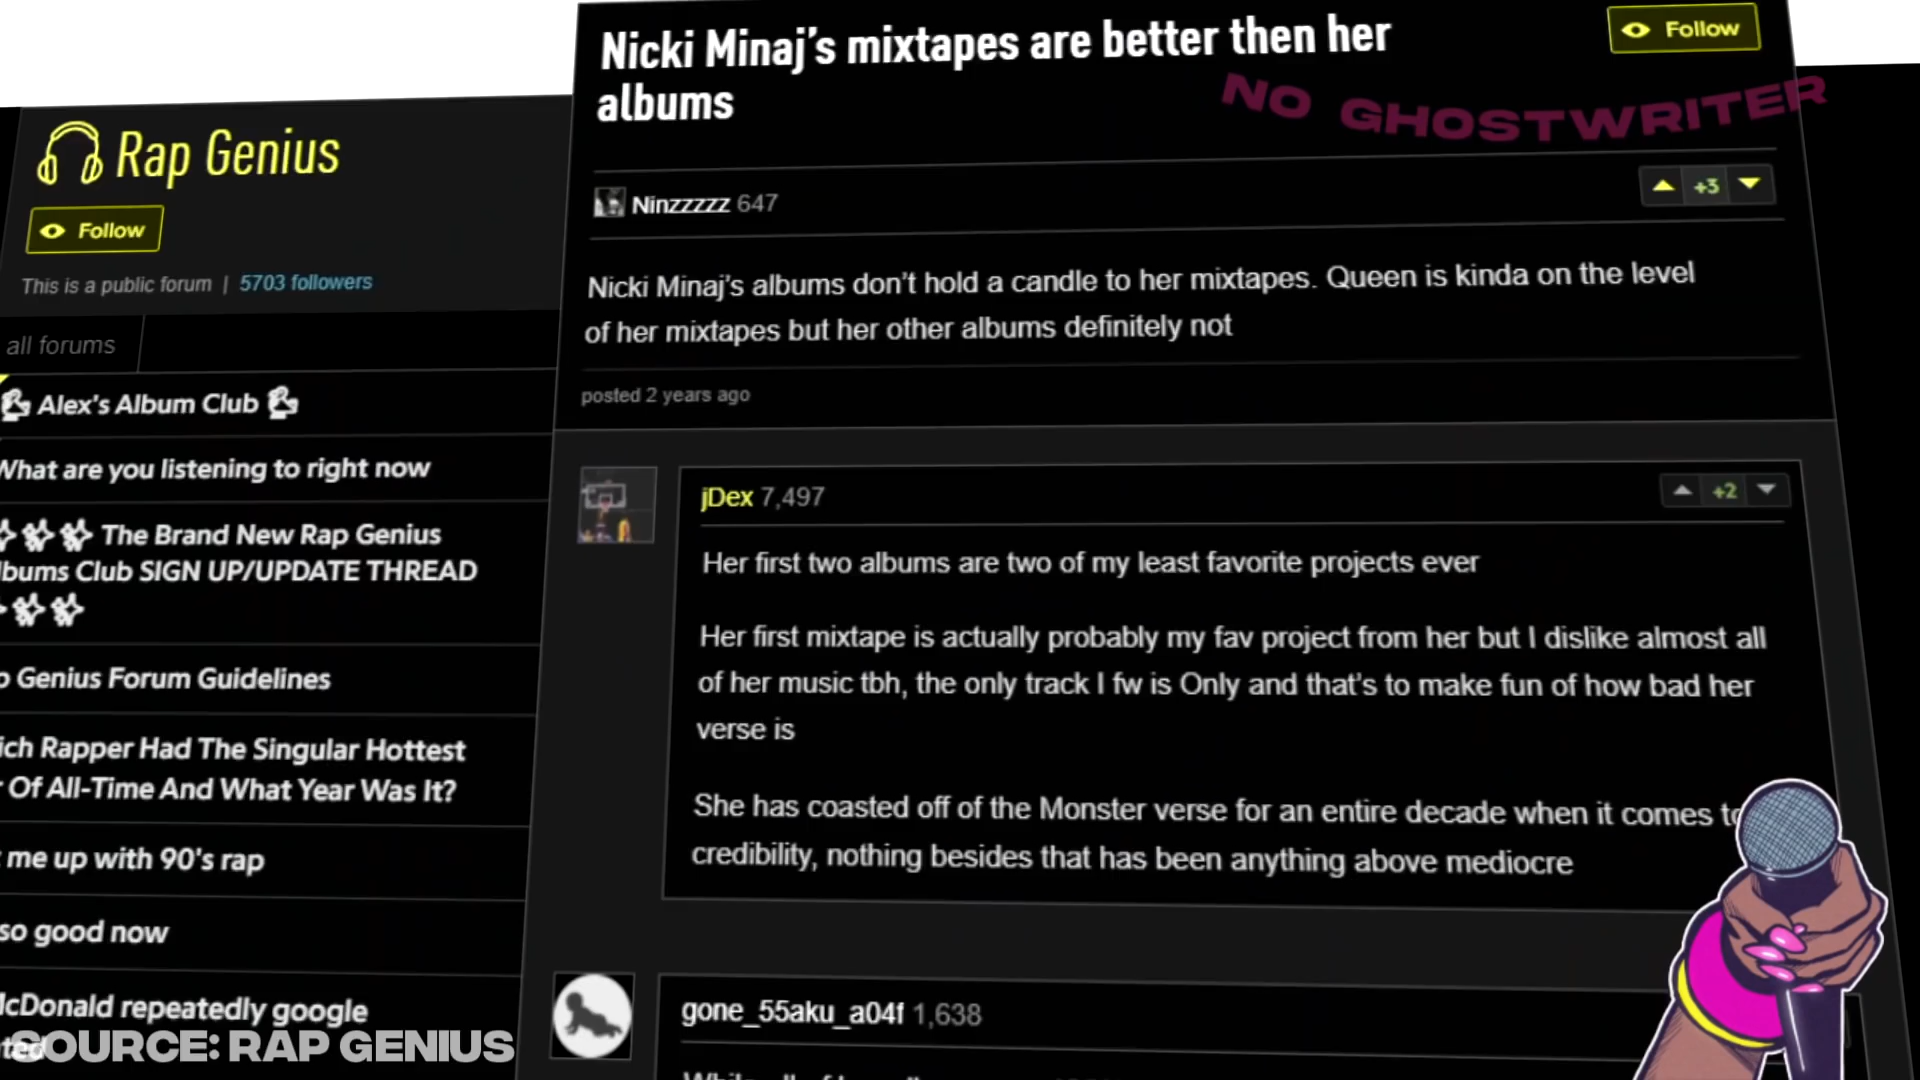 Nicki Minaj's mixtapes are better then her
albums
Follow
NO GHOSTWRITER
Rap Genius
Follow
This is a public forum | 5703 followers
all forums
Alex's Album Club
What are you listening to right now
The Brand New Rap Genius
lbums Club SIGN UP/UPDATE THREAD
Genius Forum Guidelines
ich Rapper Had The Singular Hottest
Of All-Time And What Year Was It?
me up with 90's rap
so good now
McDonald repeatedly google
SOURCE: RAP GENIUS
Ninzzzzz 647
+3
Nicki Minaj's albums don't hold a candle to her mixtapes. Queen is kinda on the level
of her mixtapes but her other albums definitely not
posted 2 years ago
jDex 7,497
+2
Her first two albums are two of my least favorite projects ever
Her first mixtape is actually probably my fav project from her but I dislike almost all
of her music tbh, the only track I fw is Only and that's to make fun of how bad her
verse is
She has coasted off of the Monster verse for an entire decade when it comes to
credibility, nothing besides that has been anything above mediocre
gone_55aku_a04f 1,638